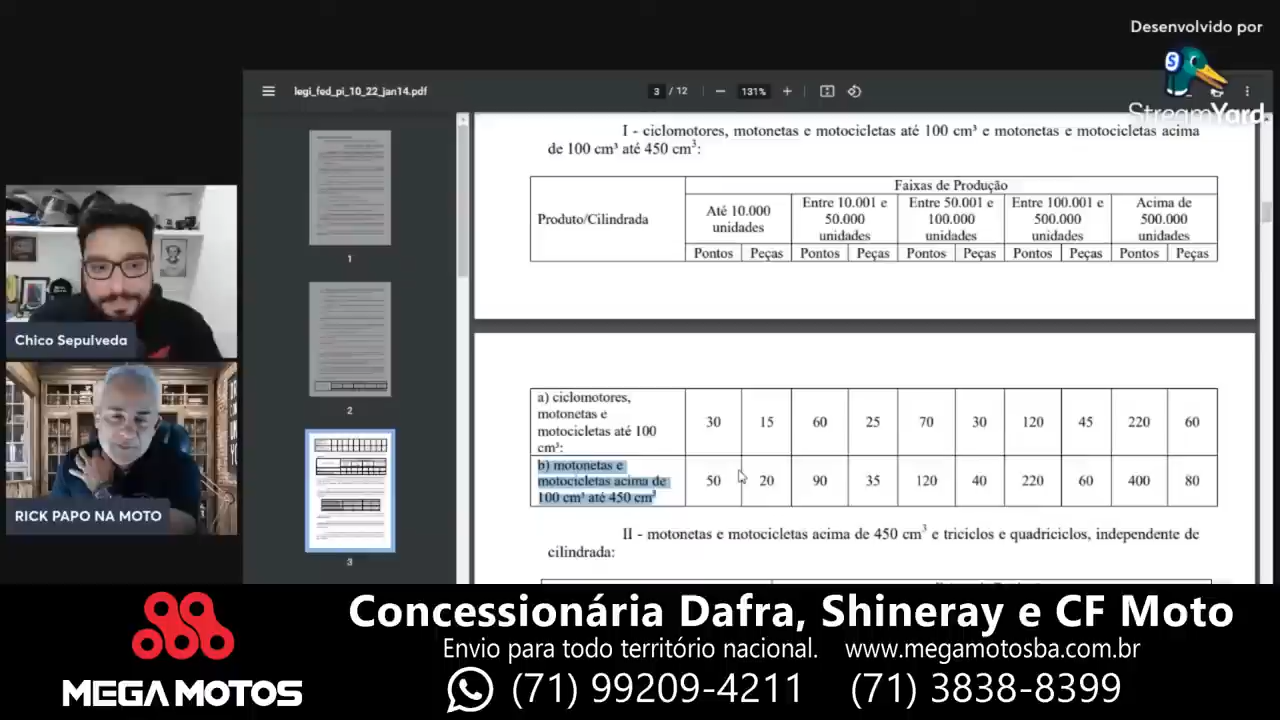 Desenvolvido por
StreamYard
legi_fed_pi_10_22_jan14.pdf
3 / 12
131%
I - ciclomotores, motonetas e motocicletas até 100 cm³ e motonetas e motocicletas acima
de 100 cm³ até 450 cm³:
Produto/Cilindrada
Faixas de Produção
Até 10.000 unidades
Entre 10.001 e 50.000 unidades
Entre 50.001 e 100.000 unidades
Entre 100.001 e 500.000 unidades
Acima de 500.000 unidades
Pontos Peças Pontos Peças Pontos Peças Pontos Peças Pontos Peças
a) ciclomotores,
motonetas e
motocicletas até 100
cm³:
30 15 60 25 70 30 120 45 220 60
b) motonetas e
motocicletas acima de
100 cm³ até 450 cm³
50 20 90 35 120 40 220 60 400 80
II - motonetas e motocicletas acima de 450 cm³ e triciclos e quadriciclos, independente de
cilindrada:
1
2
3
Chico Sepulveda
RICK PAPO NA MOTO
MEGA MOTOS
Concessionária Dafra, Shineray e CF Moto
Envio para todo território nacional. www.megamotosba.com.br
(71) 99209-4211 (71) 3838-8399